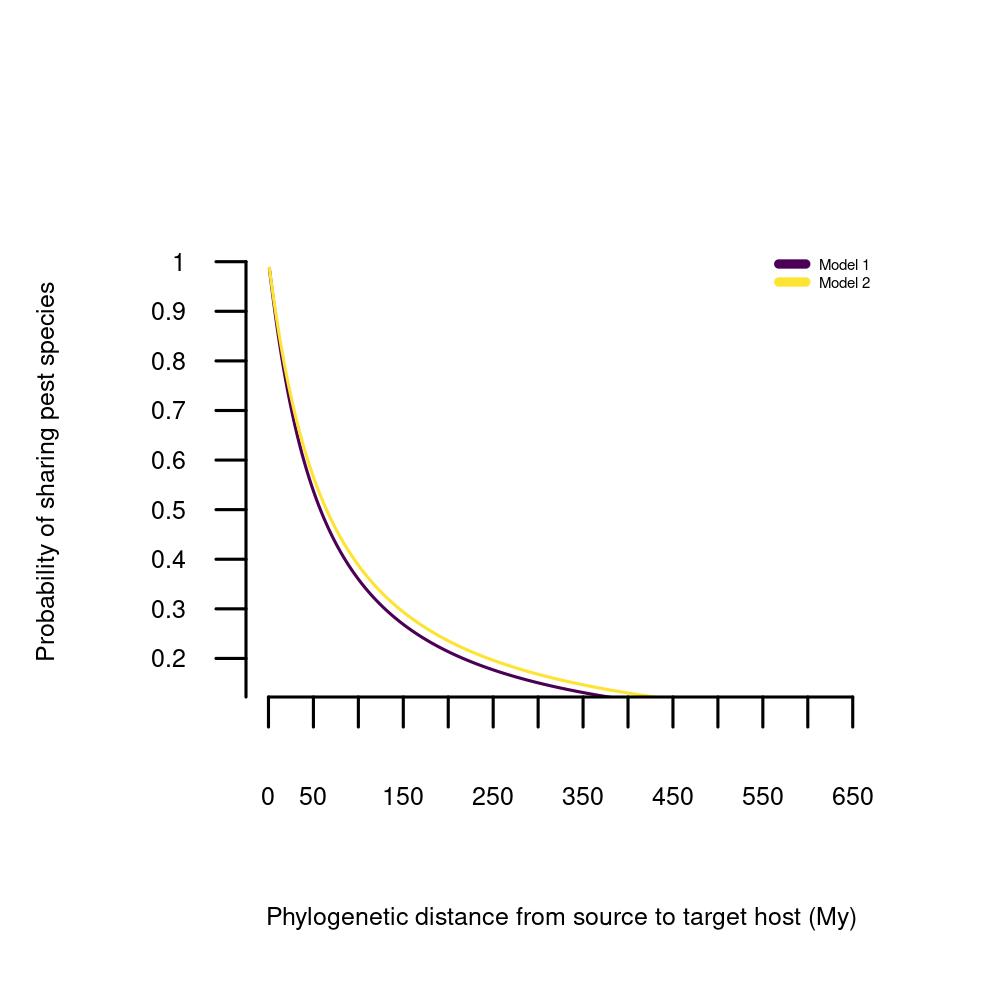 Model 1
Model 2
Probability of sharing pest species
1
0.9
0.8
0.7
0.6
0.5
0.4
0.3
0.2
0 50 150 250 350 450 550 650
Phylogenetic distance from source to target host (My)